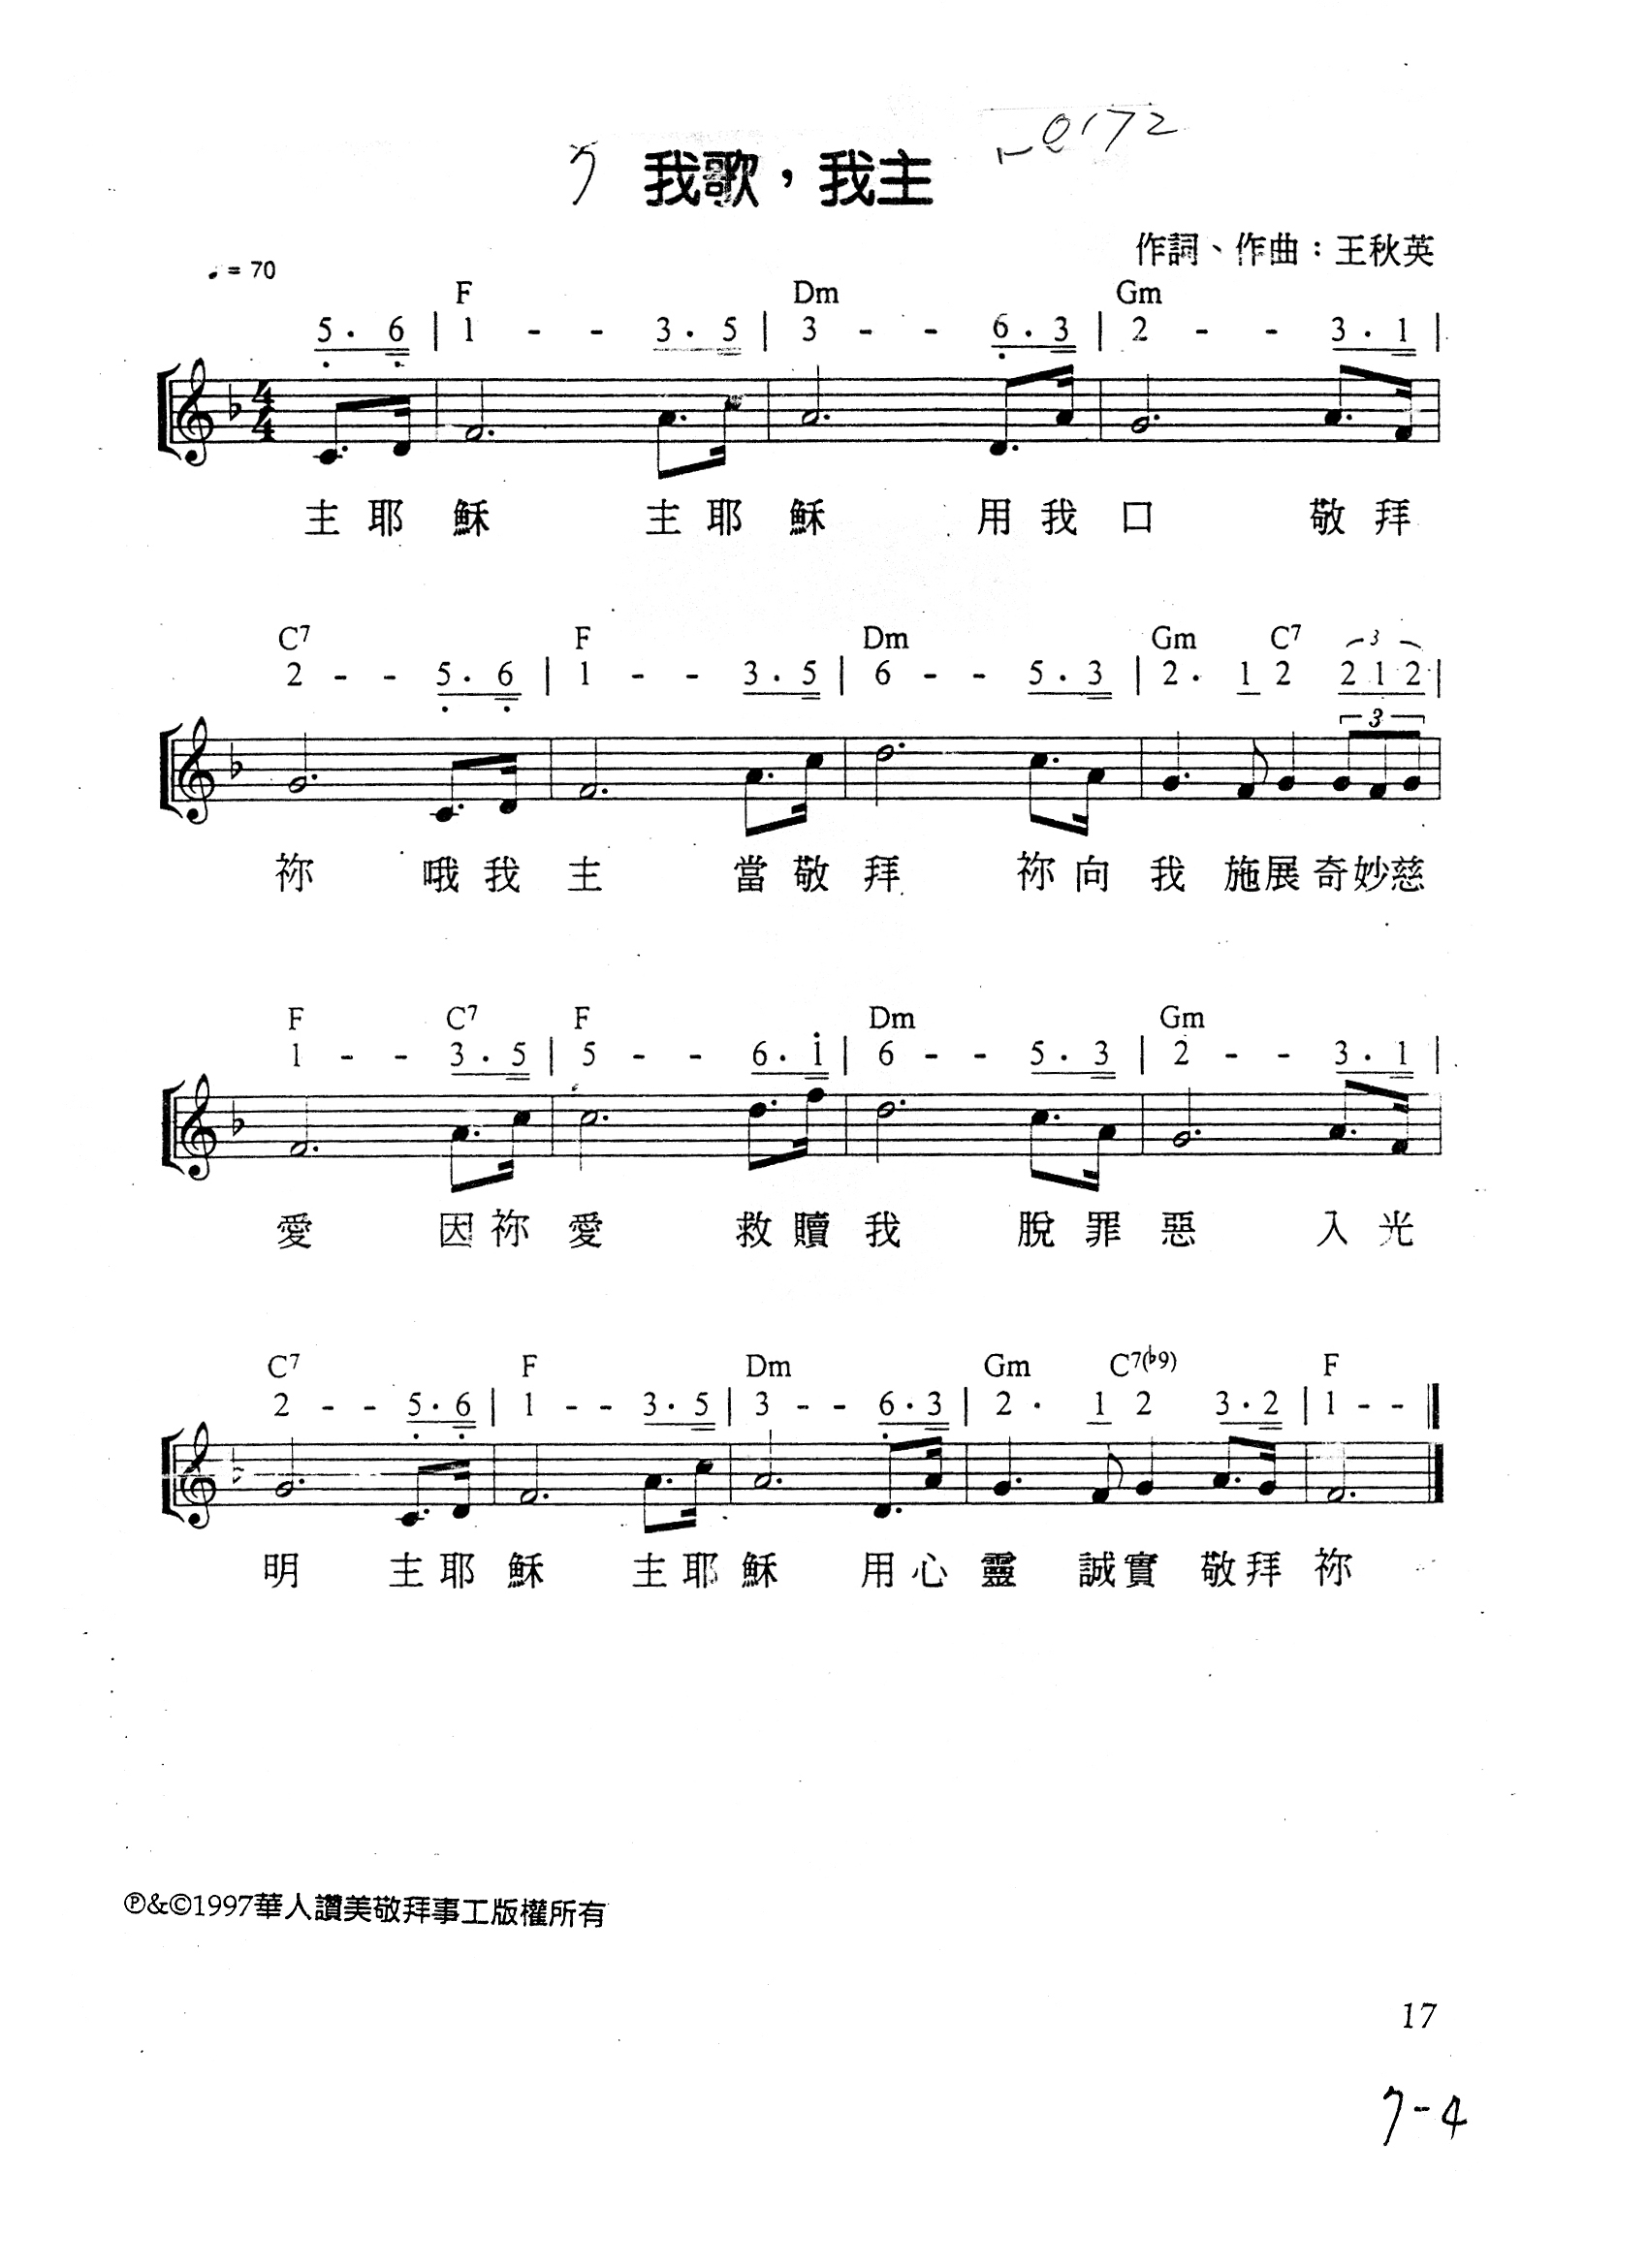 7 我歌，我主 0172
作詞、作曲：王秋英
♩ = 70
F Dm Gm
5 . 6 | 1 - - 3 . 5 | 3 - - 6 . 3 | 2 - - 3 . 1 |
4
4
主 耶 穌 主 耶 穌 用 我 口 敬 拜
C7 F Dm Gm C7 3
2 - - 5 . 6 | 1 - - 3 . 5 | 6 - - 5 . 3 | 2 . 1 2 2 1 2 |
3
祢 哦 我 主 當 敬 拜 祢 向 我 施 展 奇 妙 慈
F C7 F Dm Gm
1 - - 3 . 5 | 5 - - 6 . 1̇ | 6 - - 5 . 3 | 2 - - 3 . 1 |
愛 因 祢 愛 救 贖 我 脫 罪 惡 入 光
C7 F Dm Gm C7(♭9) F
2 - - 5 . 6 | 1 - - 3 . 5 | 3 - - 6 . 3 | 2 . 1 2 3 . 2 | 1 - - ||
明 主 耶 穌 主 耶 穌 用 心 靈 誠 實 敬 拜 祢
℗&©1997華人讚美敬拜事工版權所有
17
7-4